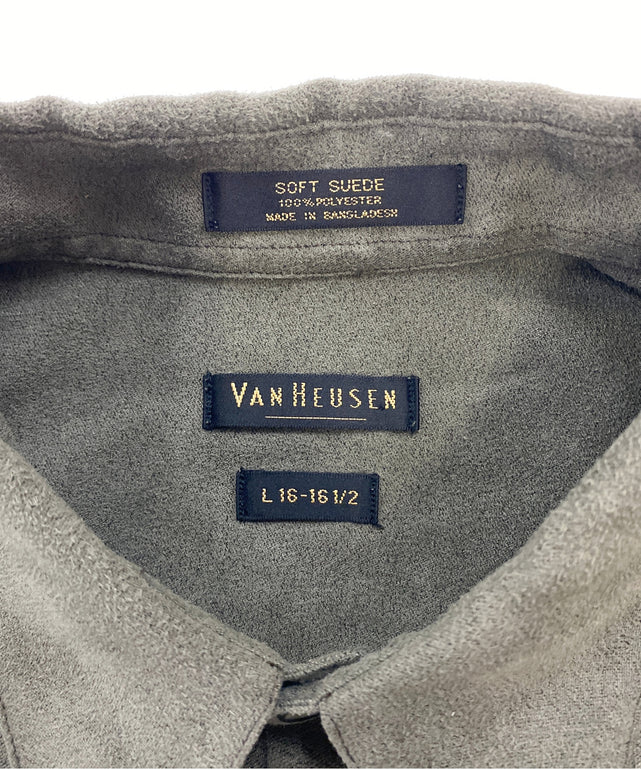 SOFT SUEDE
100% POLYESTER
MADE IN BANGLADESH
VAN HEUSEN
L 16-16 1/2